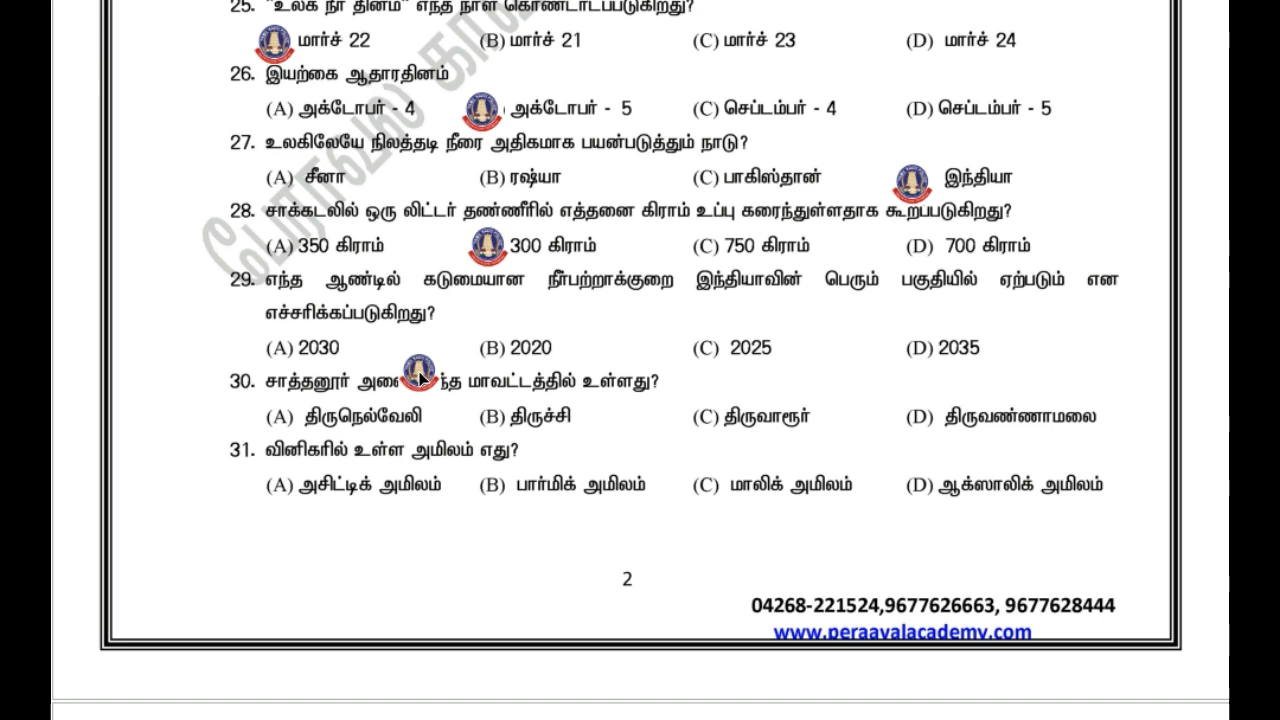 25. "உலக நீர் தினம்" எந்த நாள் கொண்டாடப்படுகிறது?
மார்ச் 22 (B) மார்ச் 21 (C) மார்ச் 23 (D) மார்ச் 24
26. இயற்கை ஆதாரதினம்
(A) அக்டோபர் - 4 அக்டோபர் - 5 (C) செப்டம்பர் - 4 (D) செப்டம்பர் - 5
27. உலகிலேயே நிலத்தடி நீரை அதிகமாக பயன்படுத்தும் நாடு?
(A) சீனா (B) ரஷ்யா (C) பாகிஸ்தான் இந்தியா
28. சாக்கடலில் ஒரு லிட்டர் தண்ணீரில் எத்தனை கிராம் உப்பு கரைந்துள்ளதாக கூறப்படுகிறது?
(A) 350 கிராம் 300 கிராம் (C) 750 கிராம் (D) 700 கிராம்
29. எந்த ஆண்டில் கடுமையான நீர்பற்றாக்குறை இந்தியாவின் பெரும் பகுதியில் ஏற்படும் என
எச்சரிக்கப்படுகிறது?
(A) 2030 (B) 2020 (C) 2025 (D) 2035
30. சாத்தனூர் மாவட்டத்தில் உள்ளது?
(A) திருநெல்வேலி (B) திருச்சி (C) திருவாரூர் (D) திருவண்ணாமலை
31. வினிகரில் உள்ள அமிலம் எது?
(A) அசிட்டிக் அமிலம் (B) பார்மிக் அமிலம் (C) மாலிக் அமிலம் (D) ஆக்ஸாலிக் அமிலம்
2
04268-221524,9677626663, 9677628444
www.peraavalacademy.com